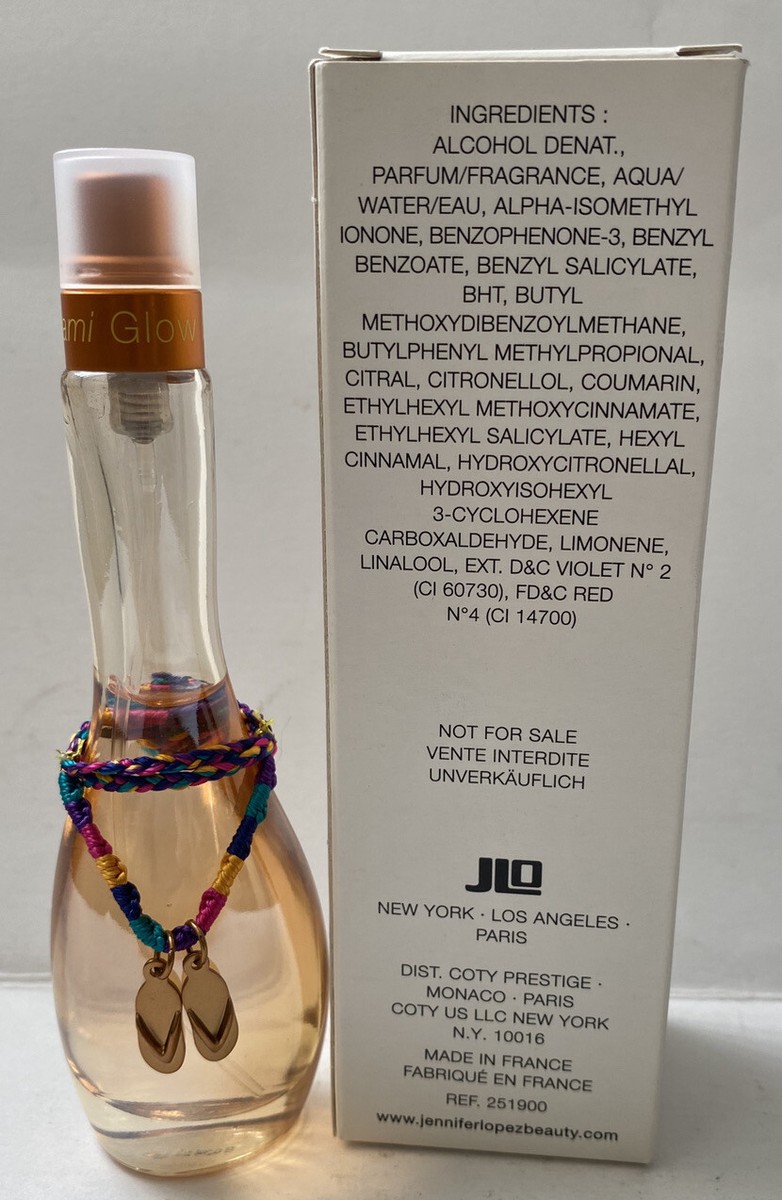 ami Glow
INGREDIENTS :
ALCOHOL DENAT.,
PARFUM/FRAGRANCE, AQUA/
WATER/EAU, ALPHA-ISOMETHYL
IONONE, BENZOPHENONE-3, BENZYL
BENZOATE, BENZYL SALICYLATE,
BHT, BUTYL
METHOXYDIBENZOYLMETHANE,
BUTYLPHENYL METHYLPROPIONAL,
CITRAL, CITRONELLOL, COUMARIN,
ETHYLHEXYL METHOXYCINNAMATE,
ETHYLHEXYL SALICYLATE, HEXYL
CINNAMAL, HYDROXYCITRONELLAL,
HYDROXYISOHEXYL
3-CYCLOHEXENE
CARBOXALDEHYDE, LIMONENE,
LINALOOL, EXT. D&C VIOLET N° 2
(CI 60730), FD&C RED
N°4 (CI 14700)
NOT FOR SALE
VENTE INTERDITE
UNVERKÄUFLICH
JLO
NEW YORK · LOS ANGELES ·
PARIS
DIST. COTY PRESTIGE ·
MONACO · PARIS
COTY US LLC NEW YORK
N.Y. 10016
MADE IN FRANCE
FABRIQUÉ EN FRANCE
REF. 251900
www.jenniferlopezbeauty.com